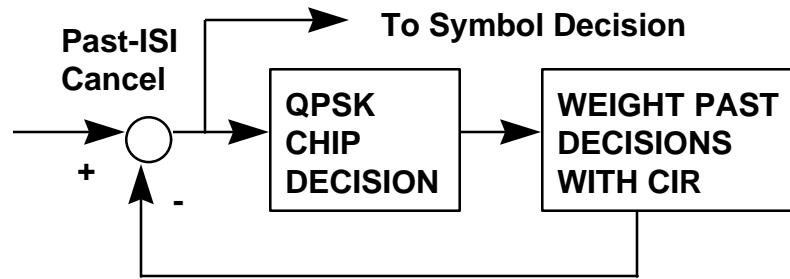 To Symbol Decision
Past-ISI
Cancel
QPSK
CHIP
DECISION
WEIGHT PAST
DECISIONS
WITH CIR
+
-